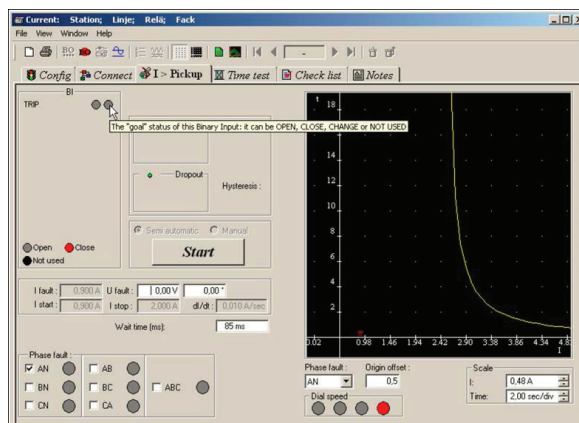 Current: Station; Linje; Relä; Fack
File View Window Help
BO
-
Config Connect I > Pickup Time test Check list Notes
BI
TRIP
The "goal" status of this Binary Input: it can be OPEN, CLOSE, CHANGE or NOT USED
Dropout
Hysteresis :
Semi automatic Manual
Start
Open Close
Not used
I fault : 0,900 A U fault : 0,00 V 0,00 °
I start : 0,900 A I stop : 2,000 A dI/dt : 0,010 A/sec
Wait time (ms): 85 ms
Phase fault :
AN AB
BN BC ABC
CN CA
t 18
14
12
10
8
6
4
2
0.02 0.98 1.46 1.94 2.42 2.90 3.38 3.86 4.34 4.8
I
Phase fault : Origin offset :
AN 0,5
Dial speed
Scale
I: 0,48 A
Time: 2,00 sec/div